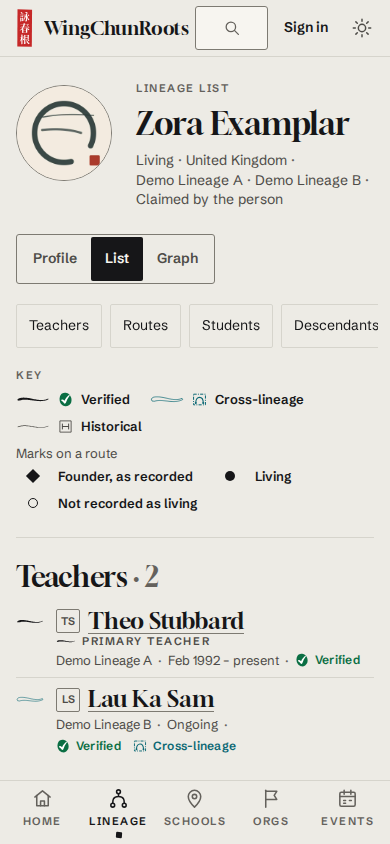 詠春根 WingChunRoots Sign in
LINEAGE LIST
Zora Examplar
Living · United Kingdom ·
Demo Lineage A · Demo Lineage B ·
Claimed by the person
Profile List Graph
Teachers Routes Students Descendants
KEY
Verified Cross-lineage
H Historical
Marks on a route
Founder, as recorded Living
Not recorded as living
Teachers · 2
TS Theo Stubbard
PRIMARY TEACHER
Demo Lineage A · Feb 1992 – present · Verified
LS Lau Ka Sam
Demo Lineage B · Ongoing ·
Verified Cross-lineage
HOME LINEAGE SCHOOLS ORGS EVENTS